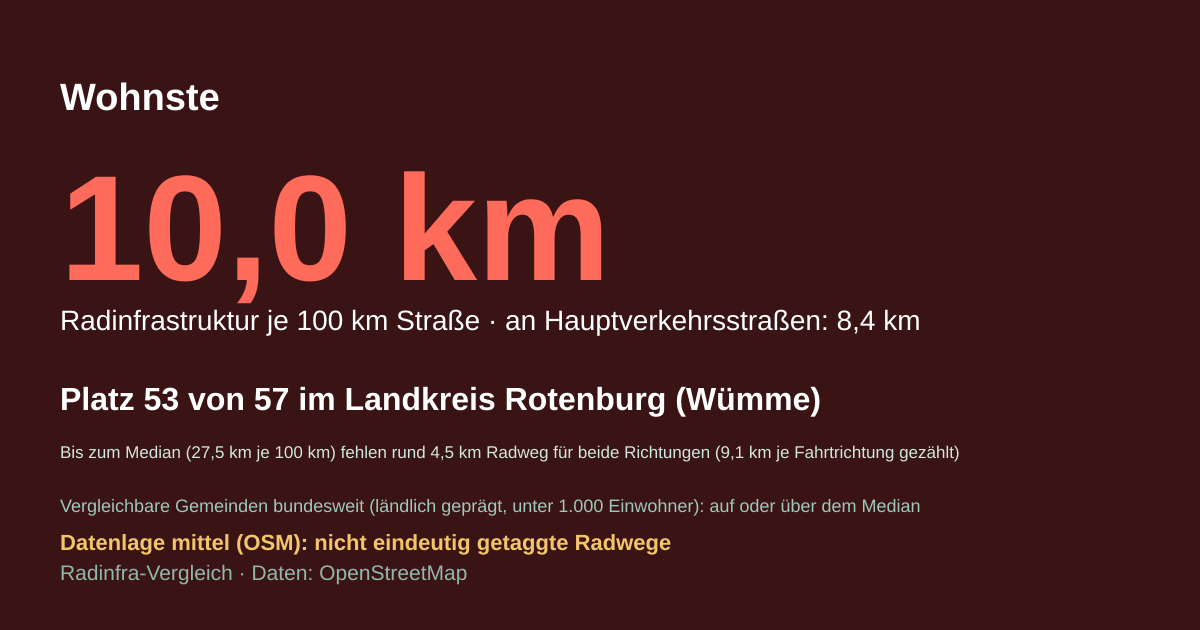 Wohnste
10,0 km
Radinfrastruktur je 100 km Straße · an Hauptverkehrsstraßen: 8,4 km
Platz 53 von 57 im Landkreis Rotenburg (Wümme)
Bis zum Median (27,5 km je 100 km) fehlen rund 4,5 km Radweg für beide Richtungen (9,1 km je Fahrtrichtung gezählt)
Vergleichbare Gemeinden bundesweit (ländlich geprägt, unter 1.000 Einwohner): auf oder über dem Median
Datenlage mittel (OSM): nicht eindeutig getaggte Radwege
Radinfra-Vergleich · Daten: OpenStreetMap